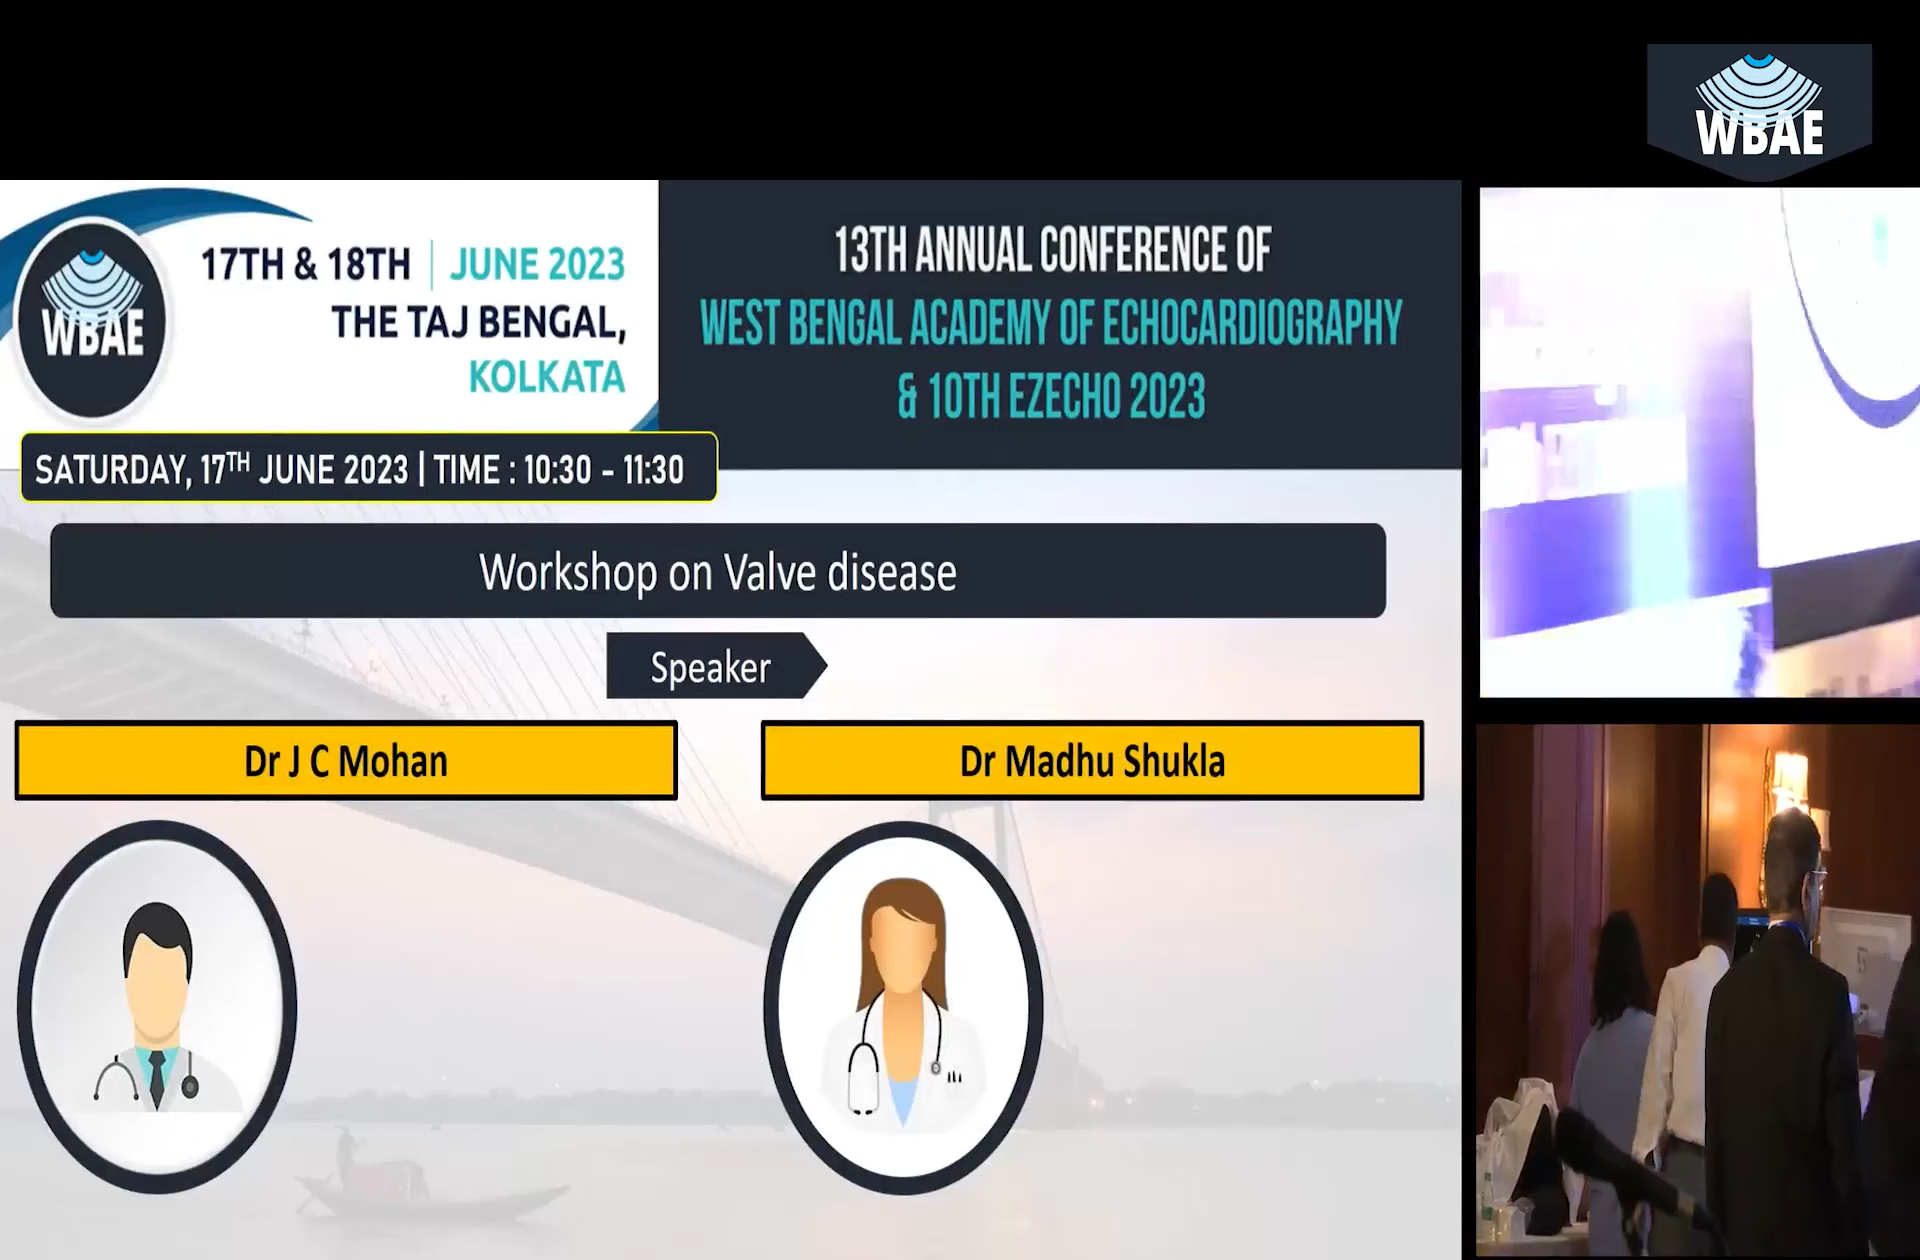 WBAE
WBAE
17TH & 18TH | JUNE 2023
THE TAJ BENGAL,
KOLKATA
13TH ANNUAL CONFERENCE OF
WEST BENGAL ACADEMY OF ECHOCARDIOGRAPHY
& 10TH EZECHO 2023
SATURDAY, 17TH JUNE 2023 | TIME : 10:30 - 11:30
Workshop on Valve disease
Speaker
Dr J C Mohan
Dr Madhu Shukla